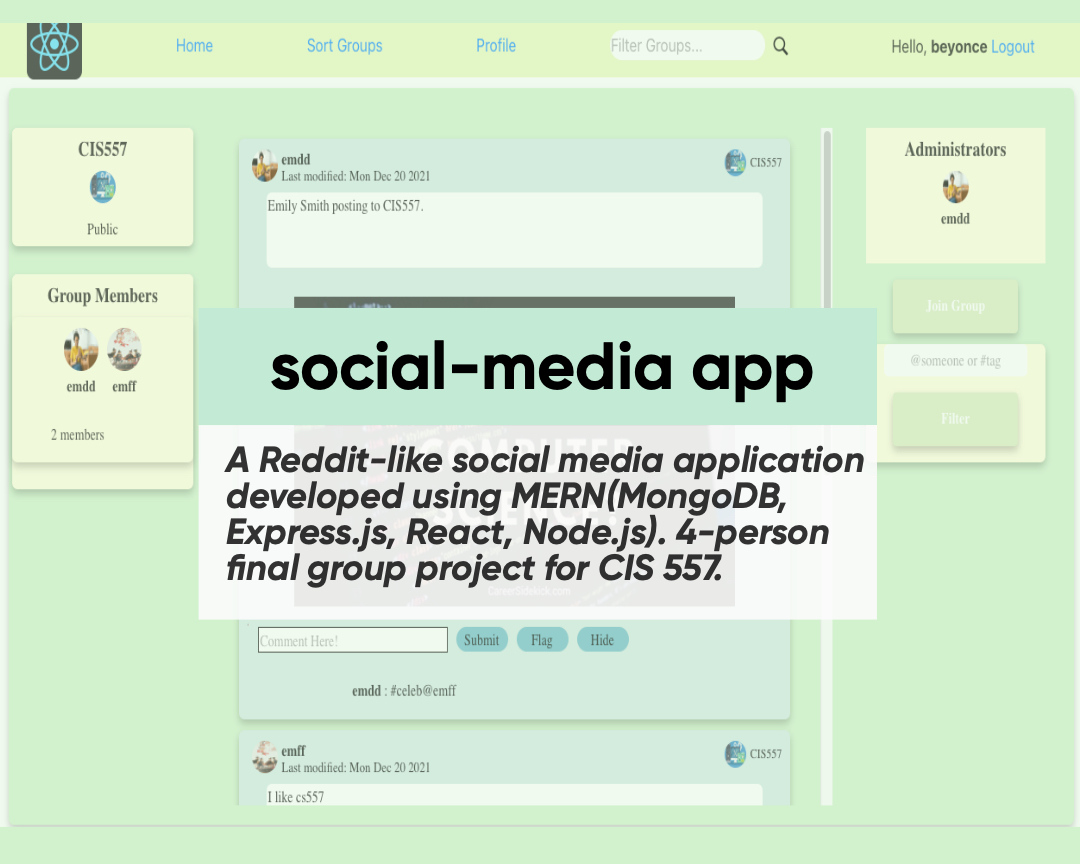 Home
Sort Groups
Profile
Filter Groups...
Hello, beyonce Logout
CIS557
Public
Group Members
emdd emff
2 members
emdd
Last modified: Mon Dec 20 2021
CIS557
Emily Smith posting to CIS557.
Administrators
emdd
Join Group
@someone or #tag
Filter
social-media app
COMPUTER
SCIENCE
A Reddit-like social media application
developed using MERN(MongoDB,
Express.js, React, Node.js). 4-person
final group project for CIS 557.
Comment Here!
Submit
Flag
Hide
emdd : #celeb@emff
emff
Last modified: Mon Dec 20 2021
CIS557
I like cs557